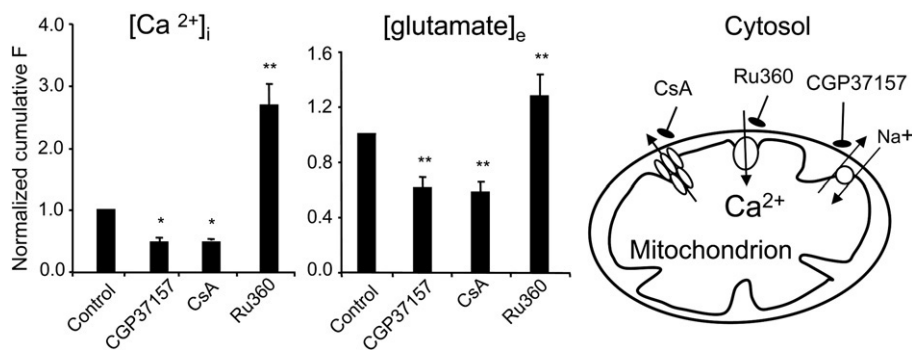 [Ca 2+]i
Normalized cumulative F
4.0
3.0
2.0
1.0
0.0
*
*
**
Control
CGP37157
CsA
Ru360
[glutamate]e
1.6
1.2
0.8
0.4
0.0
**
**
**
Control
CGP37157
CsA
Ru360
Cytosol
CsA
Ru360
CGP37157
Na+
Ca2+
Mitochondrion